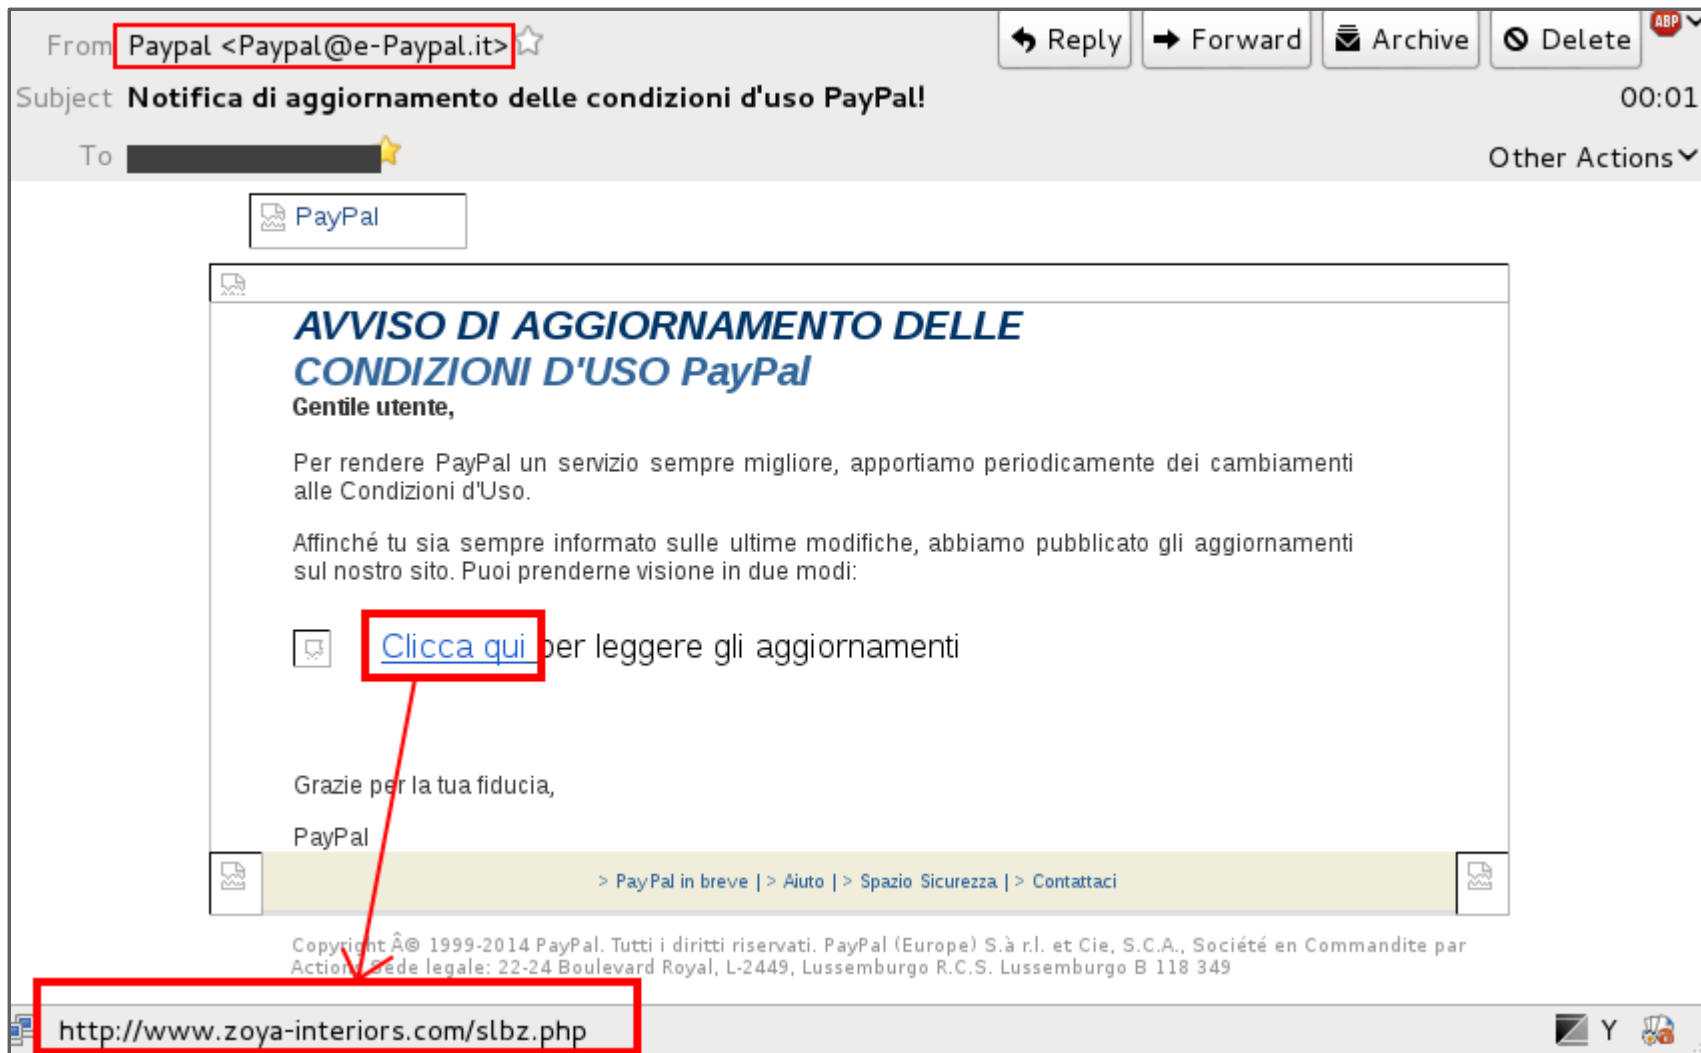 From Paypal <Paypal@e-Paypal.it> Reply Forward Archive Delete ABP
Subject Notifica di aggiornamento delle condizioni d'uso PayPal! 00:01
To Other Actions
PayPal
AVVISO DI AGGIORNAMENTO DELLE
CONDIZIONI D'USO PayPal
Gentile utente,
Per rendere PayPal un servizio sempre migliore, apportiamo periodicamente dei cambiamenti
alle Condizioni d'Uso.
Affinché tu sia sempre informato sulle ultime modifiche, abbiamo pubblicato gli aggiornamenti
sul nostro sito. Puoi prenderne visione in due modi:
Clicca qui per leggere gli aggiornamenti
Grazie per la tua fiducia,
PayPal
> PayPal in breve | > Aiuto | > Spazio Sicurezza | > Contattaci
Copyright Â© 1999-2014 PayPal. Tutti i diritti riservati. PayPal (Europe) S.à r.l. et Cie, S.C.A., Société en Commandite par
Actions Sede legale: 22-24 Boulevard Royal, L-2449, Lussemburgo R.C.S. Lussemburgo B 118 349
http://www.zoya-interiors.com/slbz.php Y